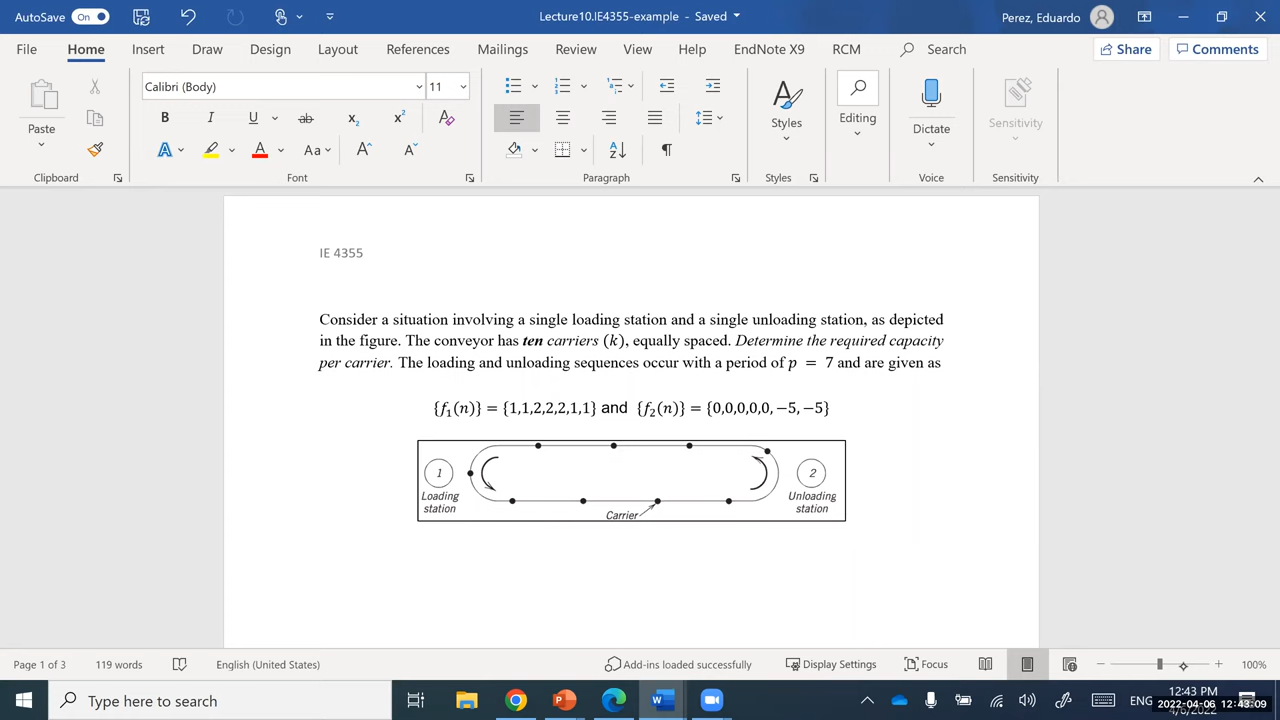 AutoSave On Lecture10.IE4355-example - Saved Perez, Eduardo
File Home Insert Draw Design Layout References Mailings Review View Help EndNote X9 RCM Search Share Comments
Calibri (Body) 11
Paste
Styles
Editing
Dictate
Sensitivity
Clipboard Font Paragraph Styles Voice Sensitivity
IE 4355
Consider a situation involving a single loading station and a single unloading station, as depicted
in the figure. The conveyor has ten carriers (k), equally spaced. Determine the required capacity
per carrier. The loading and unloading sequences occur with a period of p = 7 and are given as
{f₁(n)} = {1,1,2,2,2,1,1} and {f₂(n)} = {0,0,0,0,0, −5, −5}
1
Loading
station
Carrier
2
Unloading
station
Page 1 of 3 119 words English (United States) Add-ins loaded successfully Display Settings Focus 100%
Type here to search
ENG
12:43 PM
2022-04-06 12:43:09